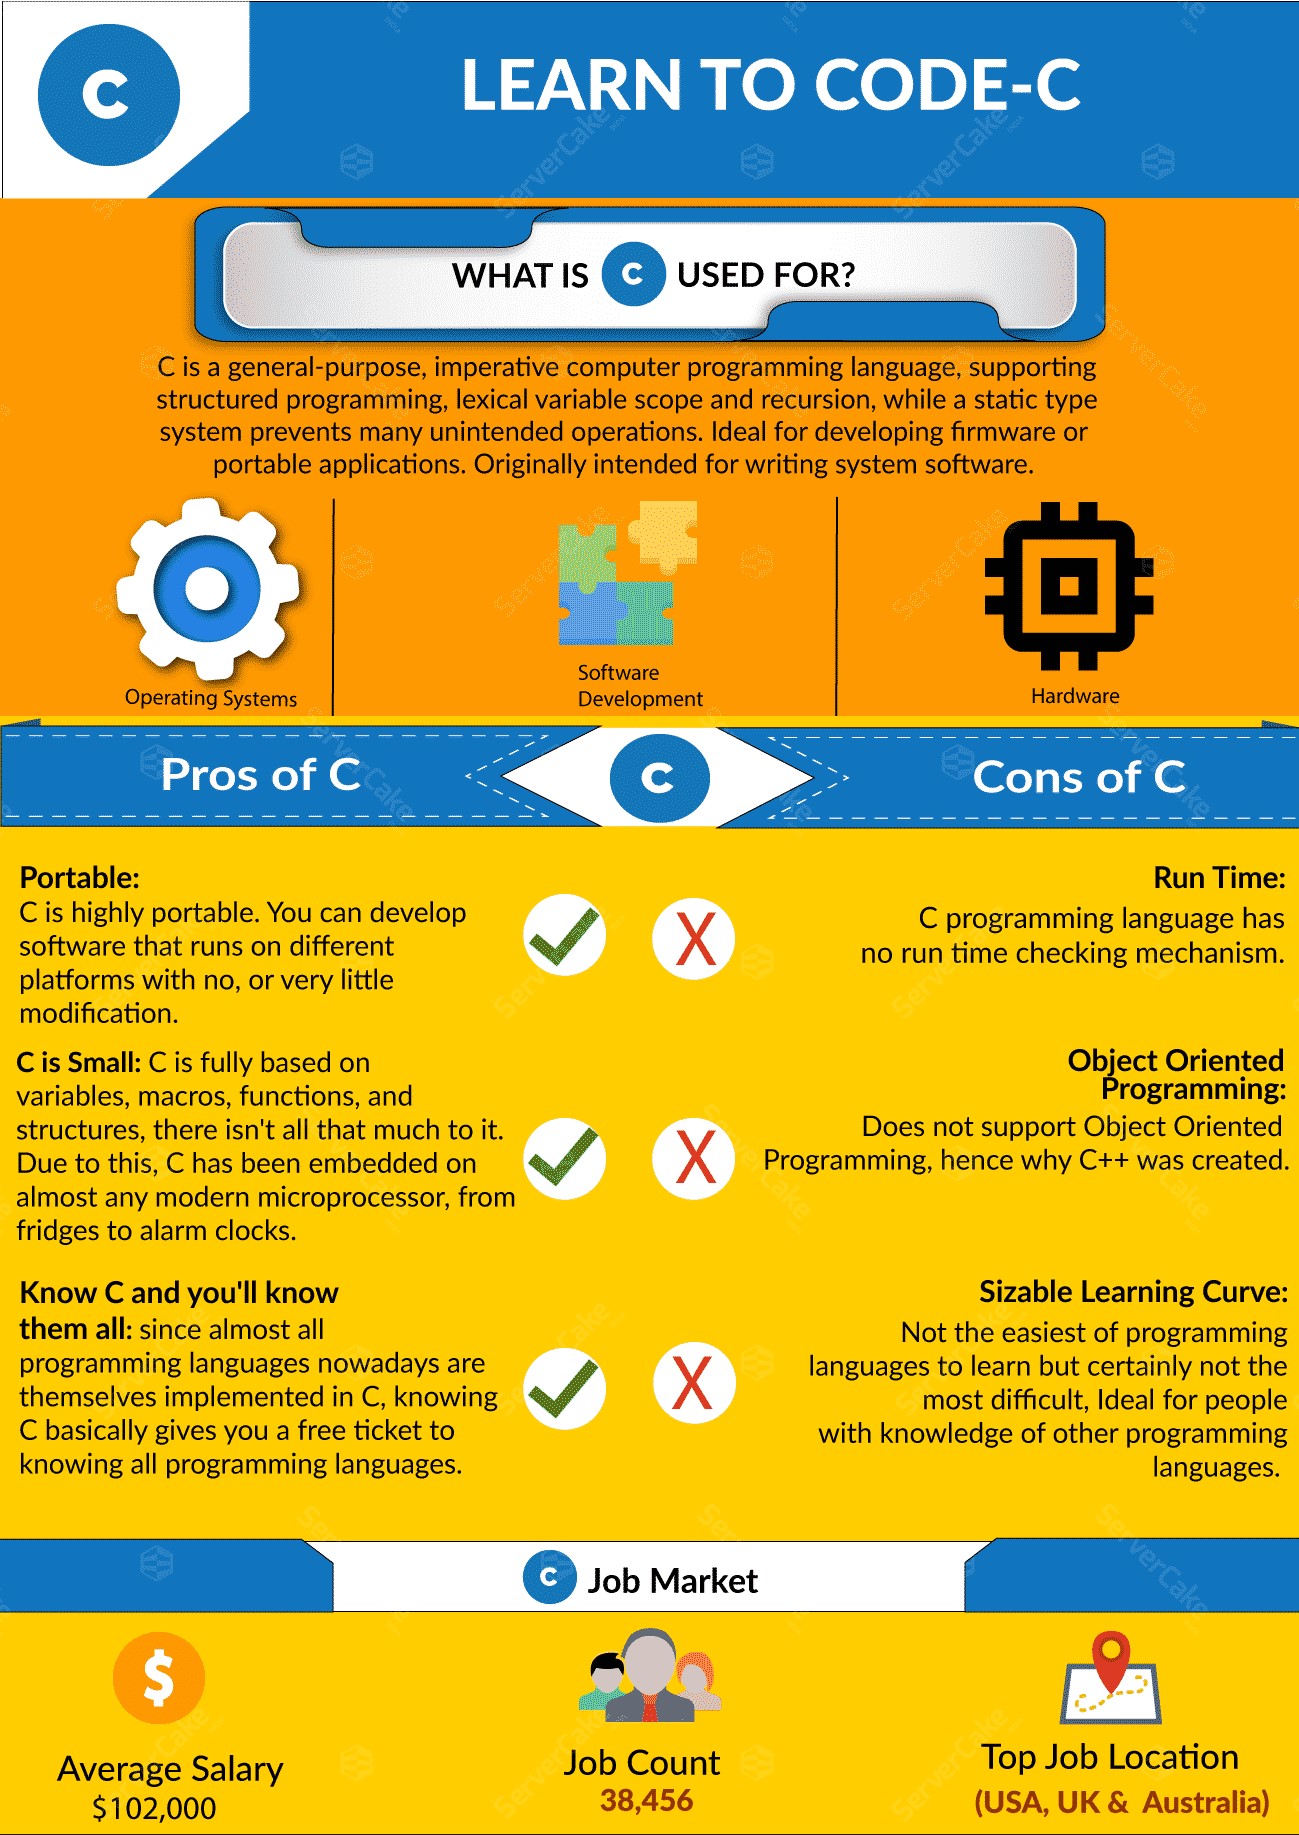 C
LEARN TO CODE-C
WHAT IS C USED FOR?
C is a general-purpose, imperative computer programming language, supporting
structured programming, lexical variable scope and recursion, while a static type
system prevents many unintended operations. Ideal for developing firmware or
portable applications. Originally intended for writing system software.
Operating Systems
Software
Development
Hardware
Pros of C
C
Cons of C
Portable:
C is highly portable. You can develop
software that runs on different
platforms with no, or very little
modification.
C is Small: C is fully based on
variables, macros, functions, and
structures, there isn't all that much to it.
Due to this, C has been embedded on
almost any modern microprocessor, from
fridges to alarm clocks.
Know C and you'll know
them all: since almost all
programming languages nowadays are
themselves implemented in C, knowing
C basically gives you a free ticket to
knowing all programming languages.
X
Run Time:
C programming language has
no run time checking mechanism.
X
Object Oriented
Programming:
Does not support Object Oriented
Programming, hence why C++ was created.
X
Sizable Learning Curve:
Not the easiest of programming
languages to learn but certainly not the
most difficult, Ideal for people
with knowledge of other programming
languages.
C Job Market
$
Average Salary
$102,000
Job Count
38,456
Top Job Location
(USA, UK &  Australia)
ServerCake